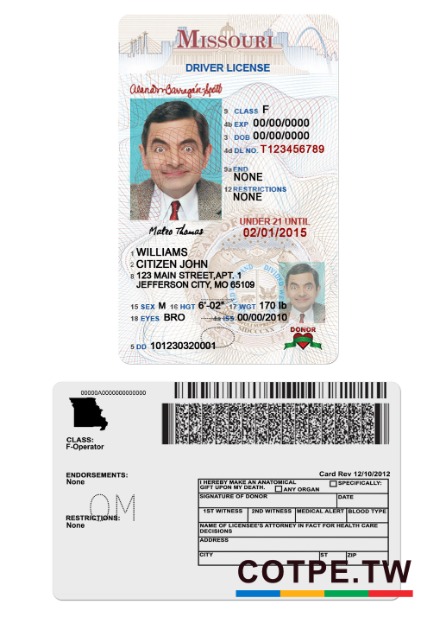 MISSOURI
DRIVER LICENSE
9 CLASS F
4b EXP 00/00/0000
3 DOB 00/00/0000
4d DL NO. T123456789
9a END
NONE
12 RESTRICTIONS
NONE
Mateo Thomas
UNDER 21 UNTIL
02/01/2015
1 WILLIAMS
2 CITIZEN JOHN
8 123 MAIN STREET,APT. 1
JEFFERSON CITY, MO 65109
15 SEX M 16 HGT 6'-02" 17 WGT 170 lb
18 EYES BRO 4a ISS 00/00/2010
DONOR
5 DD 101230320001
00000A0000000000000
CLASS:
F-Operator
ENDORSEMENTS:
None
Card Rev 12/10/2012
OM
RESTRICTIONS:
None
I HEREBY MAKE AN ANATOMICAL
GIFT UPON MY DEATH. ANY ORGAN SPECIFICALLY:
SIGNATURE OF DONOR DATE
1ST WITNESS 2ND WITNESS MEDICAL ALERT BLOOD TYPE
NAME OF LICENSEE'S ATTORNEY IN FACT FOR HEALTH CARE
DECISIONS
ADDRESS
CITY ST ZIP
COTPE.TW